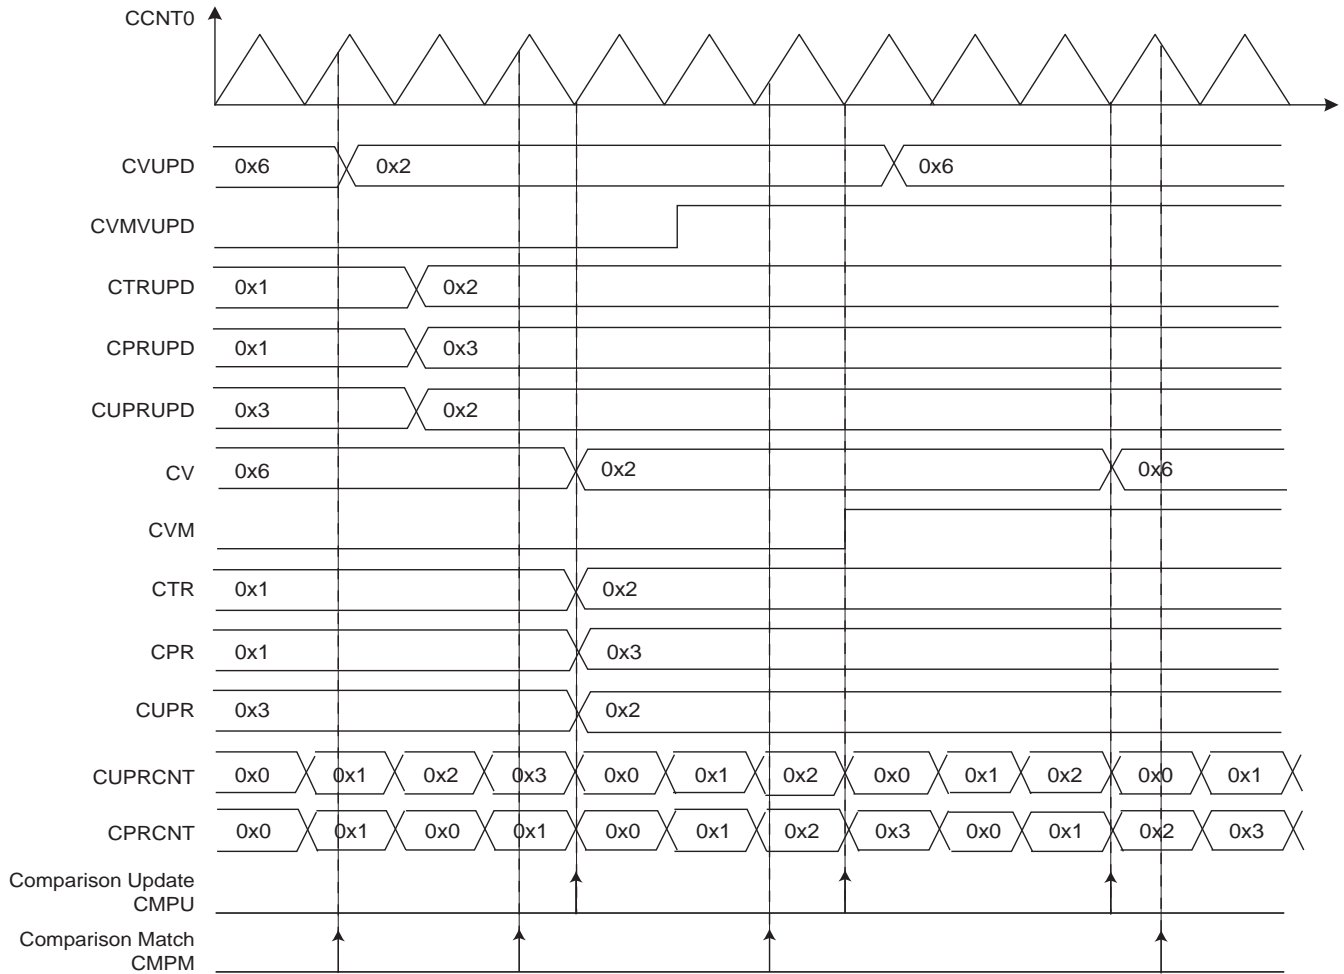 CCNT0
CVUPD 0x6 0x2 0x6
CVMVUPD
CTRUPD 0x1 0x2
CPRUPD 0x1 0x3
CUPRUPD 0x3 0x2
CV 0x6 0x2 0x6
CVM
CTR 0x1 0x2
CPR 0x1 0x3
CUPR 0x3 0x2
CUPRCNT 0x0 0x1 0x2 0x3 0x0 0x1 0x2 0x0 0x1 0x2 0x0 0x1
CPRCNT 0x0 0x1 0x0 0x1 0x0 0x1 0x2 0x3 0x0 0x1 0x2 0x3
Comparison Update
CMPU
Comparison Match
CMPM